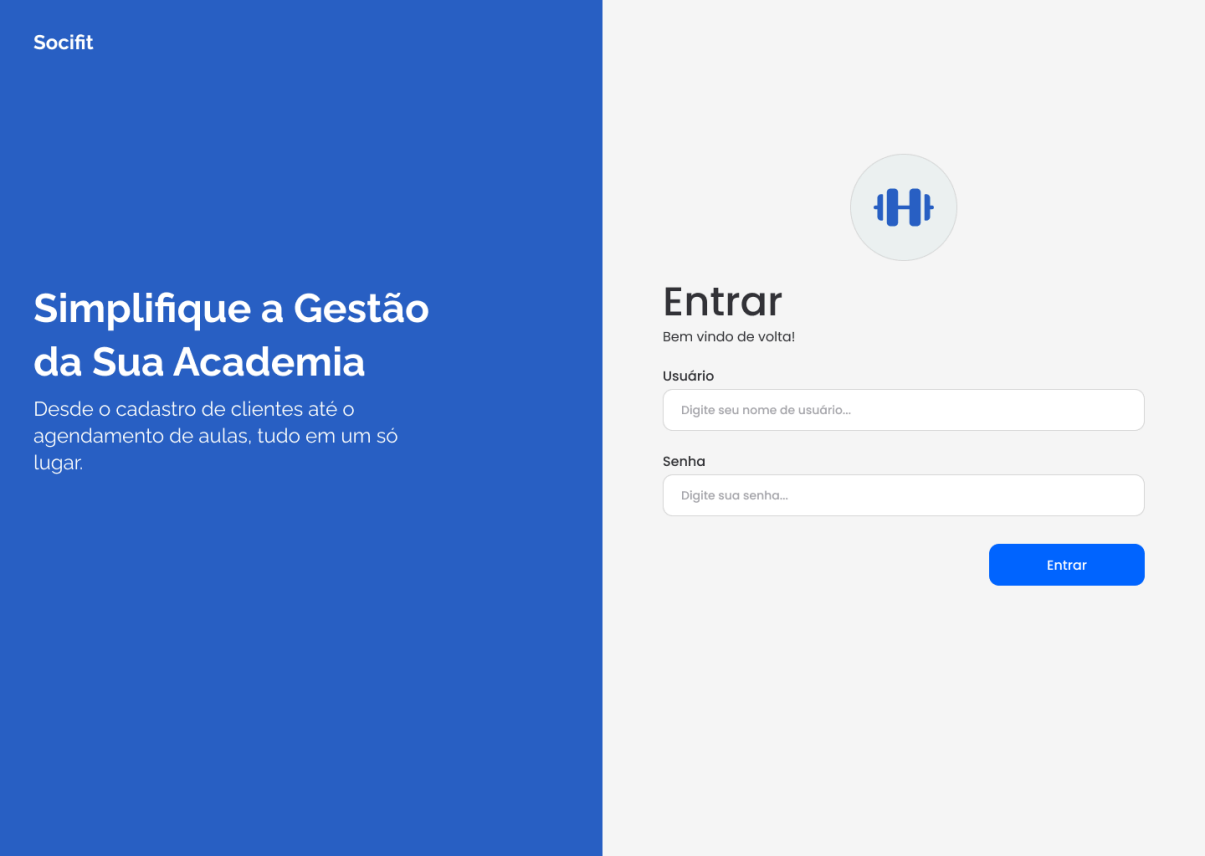 Socifit
Simplifique a Gestão
da Sua Academia
Desde o cadastro de clientes até o
agendamento de aulas, tudo em um só
lugar.
Entrar
Bem vindo de volta!
Usuário
Digite seu nome de usuário...
Senha
Digite sua senha...
Entrar